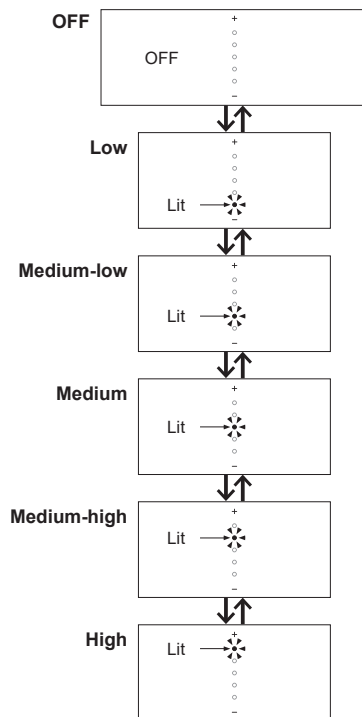 OFF
+
OFF
−
Low
+
Lit
−
Medium-low
+
Lit
−
Medium
+
Lit
−
Medium-high
+
Lit
−
High
+
Lit
−